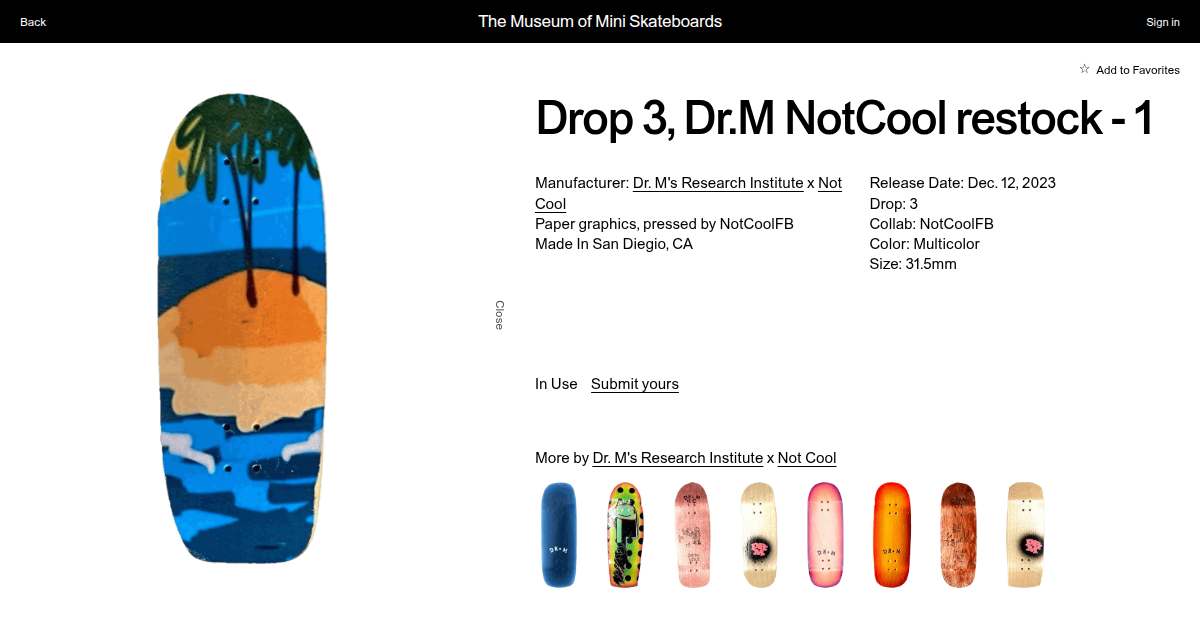 Back
The Museum of Mini Skateboards
Sign in
☆ Add to Favorites
Drop 3, Dr.M NotCool restock - 1
Manufacturer: Dr. M's Research Institute x Not
Cool
Paper graphics, pressed by NotCoolFB
Made In San Diegio, CA
Release Date: Dec. 12, 2023
Drop: 3
Collab: NotCoolFB
Color: Multicolor
Size: 31.5mm
Close
In Use Submit yours
More by Dr. M's Research Institute x Not Cool
DR•M
DR•M
DR•M